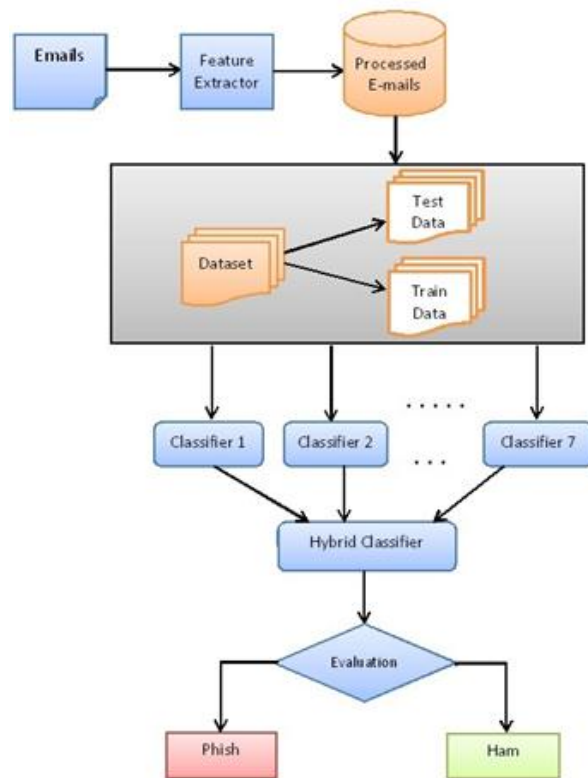 Emails
Feature
Extractor
Processed
E-mails
Test
Data
Dataset
Train
Data
.....
Classifier 1
Classifier 2
...
Classifier 7
Hybrid Classifier
Evaluation
Phish
Ham